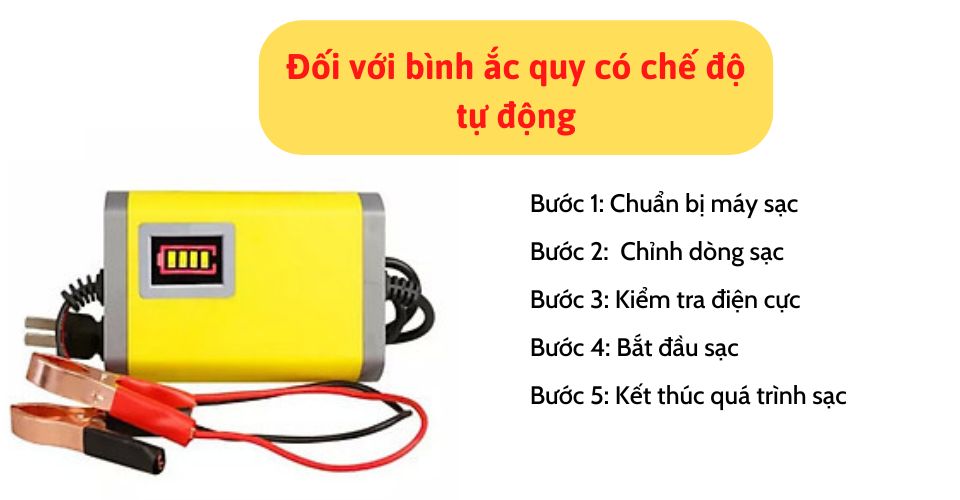 Đối với bình ắc quy có chế độ
tự động
Bước 1: Chuẩn bị máy sạc
Bước 2: Chỉnh dòng sạc
Bước 3: Kiểm tra điện cực
Bước 4: Bắt đầu sạc
Bước 5: Kết thúc quá trình sạc